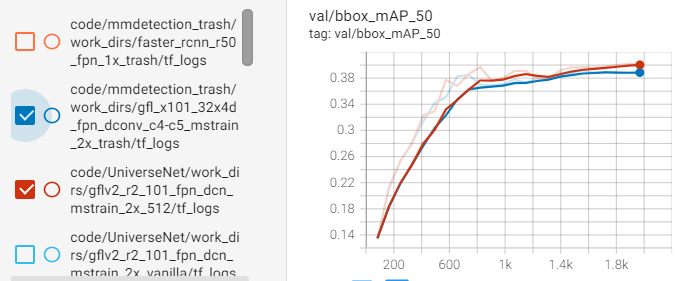 code/mmdetection_trash/
work_dirs/faster_rcnn_r50
_fpn_1x_trash/tf_logs
code/mmdetection_trash/
work_dirs/gfl_x101_32x4d
_fpn_dconv_c4-c5_mstrain
_2x_trash/tf_logs
code/UniverseNet/work_di
rs/gflv2_r2_101_fpn_dcn_
mstrain_2x_512/tf_logs
code/UniverseNet/work_di
rs/gflv2_r2_101_fpn_dcn_
mstrain_2x_vanilla/tf_logs
val/bbox_mAP_50
tag: val/bbox_mAP_50
0.38
0.34
0.3
0.26
0.22
0.18
0.14
200 600 1k 1.4k 1.8k